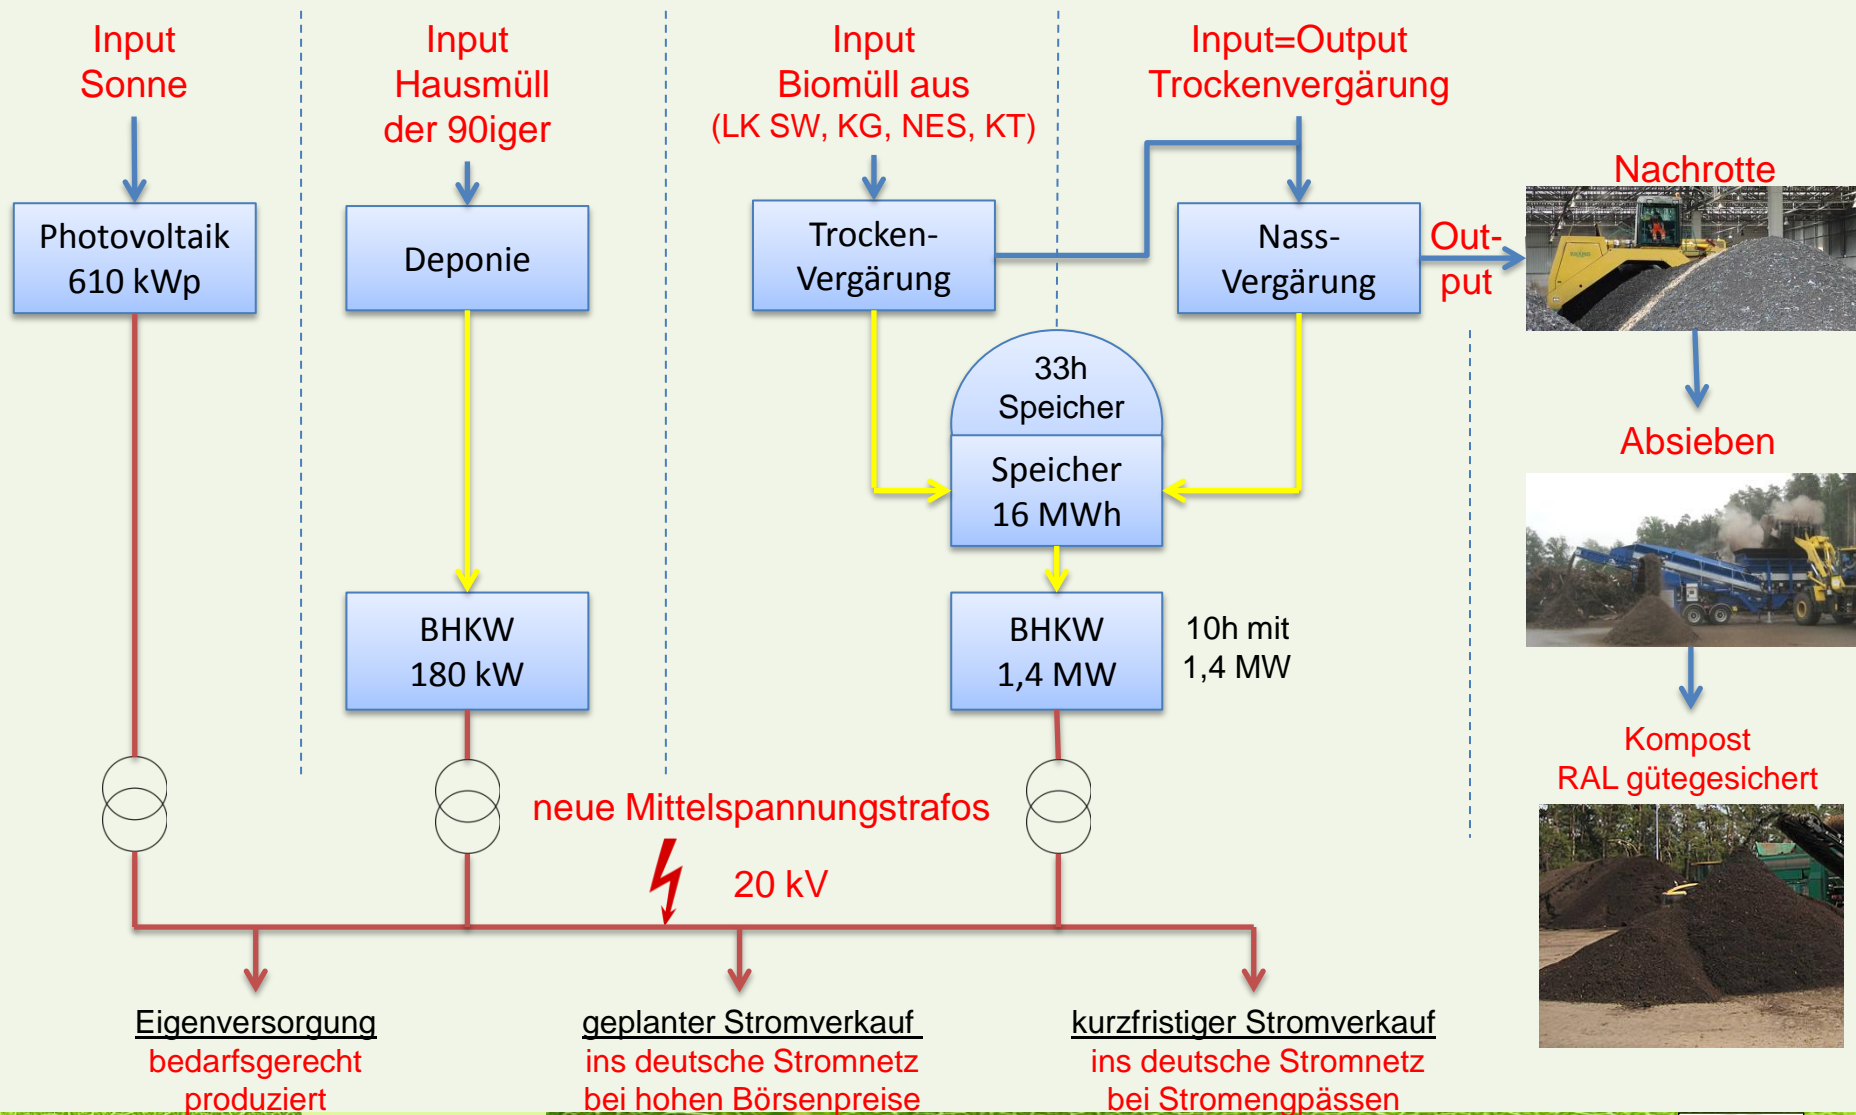 Input
Sonne
Photovoltaik
610 kWp
Input
Hausmüll
der 90iger
Deponie
BHKW
180 kW
Input
Biomüll aus
(LK SW, KG, NES, KT)
Trocken-
Vergärung
Input=Output
Trockenvergärung
Nass-
Vergärung
Out-
put
33h
Speicher
Speicher
16 MWh
BHKW
1,4 MW
10h mit
1,4 MW
Nachrotte
Absieben
Kompost
RAL gütegesichert
neue Mittelspannungstrafos
20 kV
Eigenversorgung
bedarfsgerecht
produziert
geplanter Stromverkauf
ins deutsche Stromnetz
bei hohen Börsenpreise
kurzfristiger Stromverkauf
ins deutsche Stromnetz
bei Stromengpässen